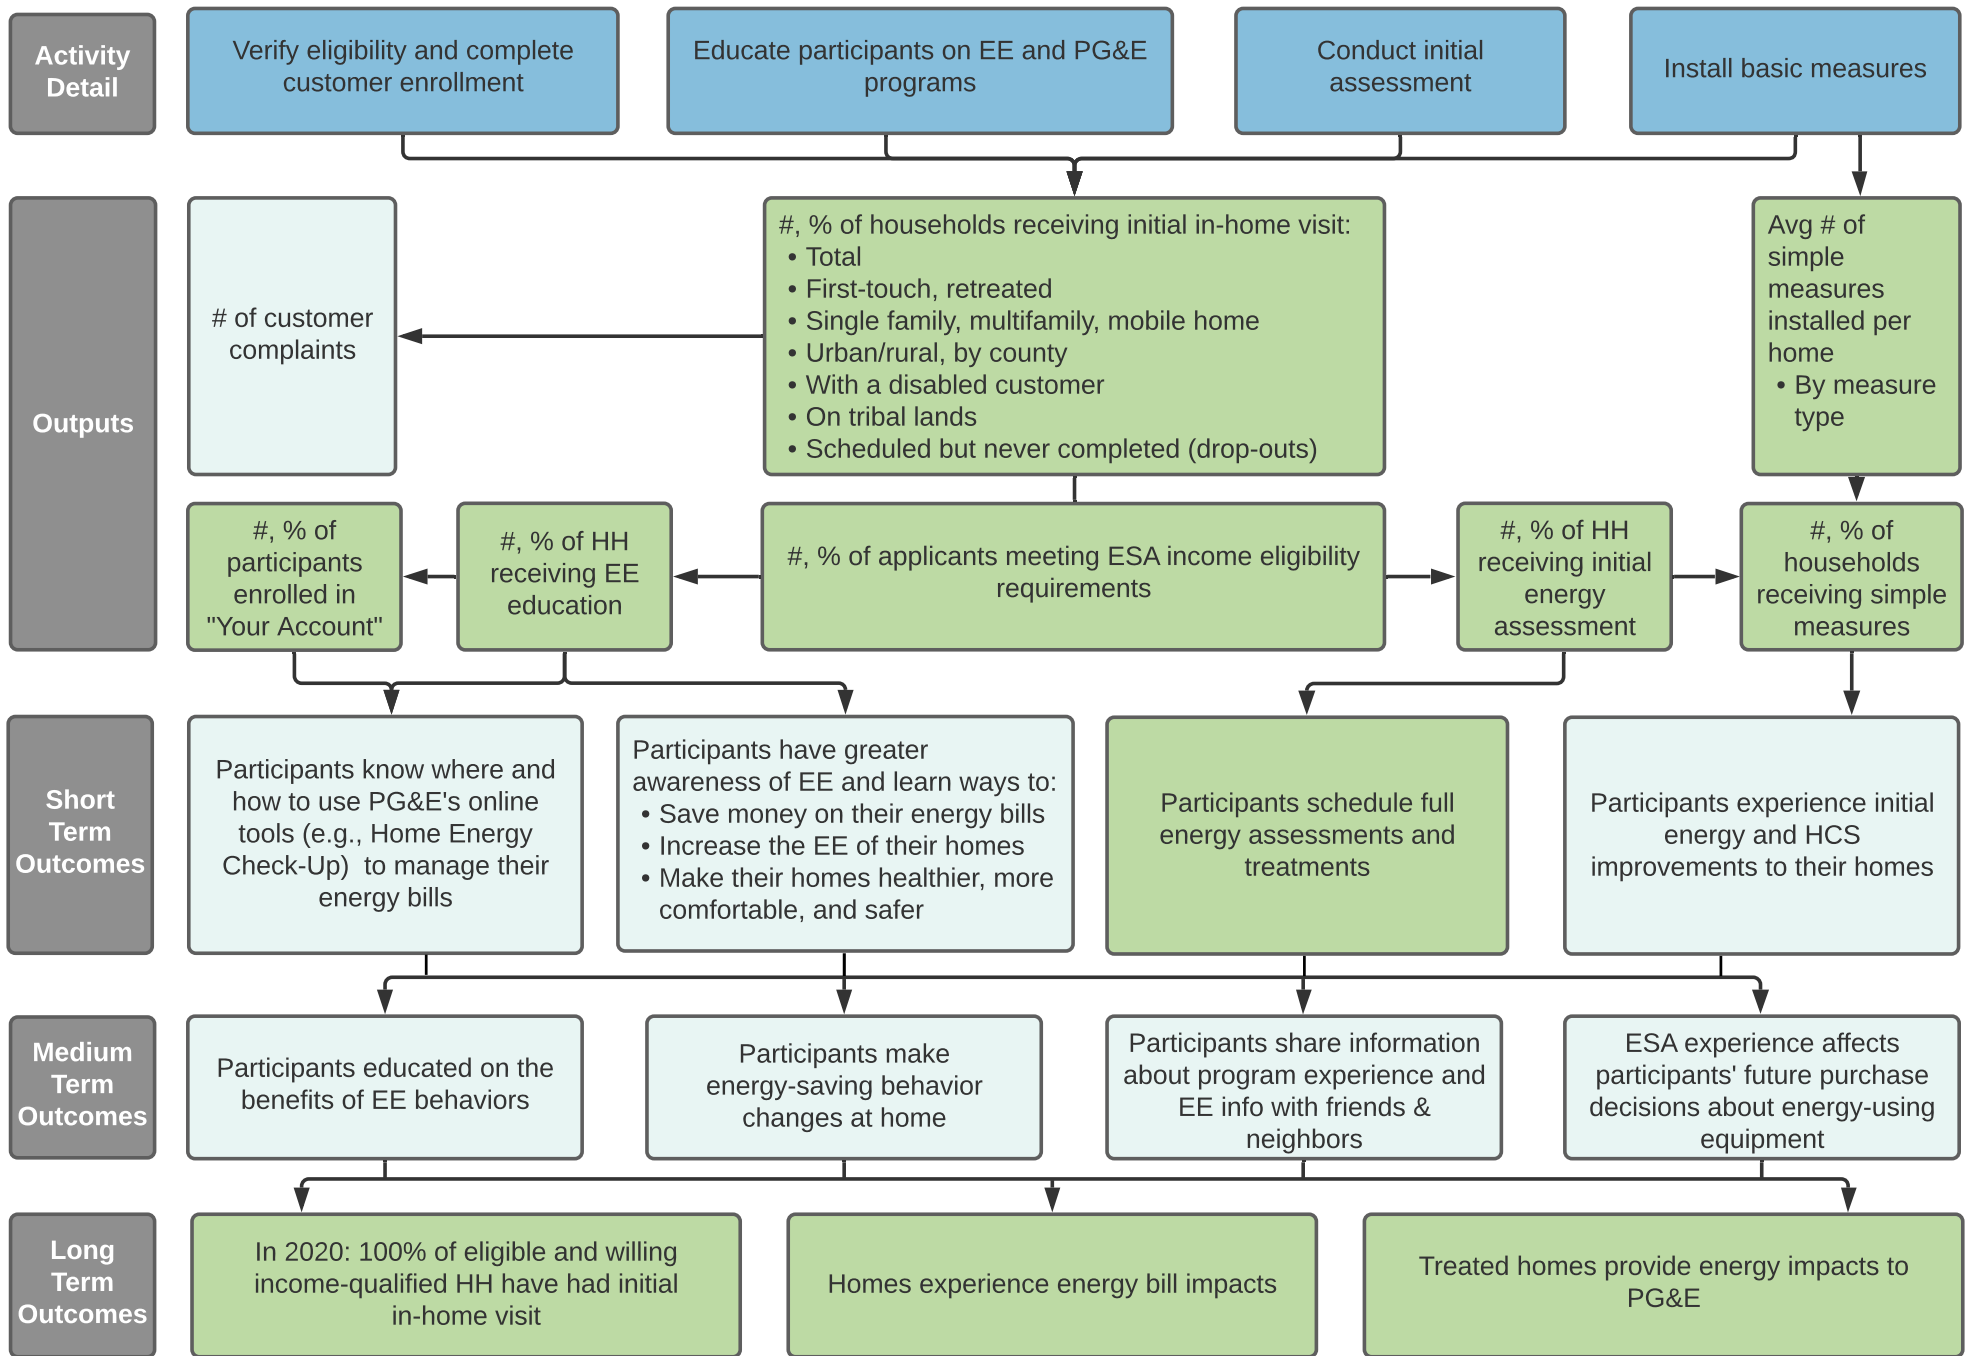 Activity
Detail
Verify eligibility and complete
customer enrollment
Educate participants on EE and PG&E
programs
Conduct initial
assessment
Install basic measures
Outputs
# of customer
complaints
#, % of households receiving initial in-home visit:
• Total
• First-touch, retreated
• Single family, multifamily, mobile home
• Urban/rural, by county
• With a disabled customer
• On tribal lands
• Scheduled but never completed (drop-outs)
Avg # of
simple
measures
installed per
home
• By measure
type
#, % of
participants
enrolled in
"Your Account"
#, % of HH
receiving EE
education
#, % of applicants meeting ESA income eligibility
requirements
#, % of HH
receiving initial
energy
assessment
#, % of
households
receiving simple
measures
Short
Term
Outcomes
Participants know where and
how to use PG&E's online
tools (e.g., Home Energy
Check-Up)  to manage their
energy bills
Participants have greater
awareness of EE and learn ways to:
• Save money on their energy bills
• Increase the EE of their homes
• Make their homes healthier, more
comfortable, and safer
Participants schedule full
energy assessments and
treatments
Participants experience initial
energy and HCS
improvements to their homes
Medium
Term
Outcomes
Participants educated on the
benefits of EE behaviors
Participants make
energy-saving behavior
changes at home
Participants share information
about program experience and
EE info with friends &
neighbors
ESA experience affects
participants' future purchase
decisions about energy-using
equipment
Long
Term
Outcomes
In 2020: 100% of eligible and willing
income-qualified HH have had initial
in-home visit
Homes experience energy bill impacts
Treated homes provide energy impacts to
PG&E